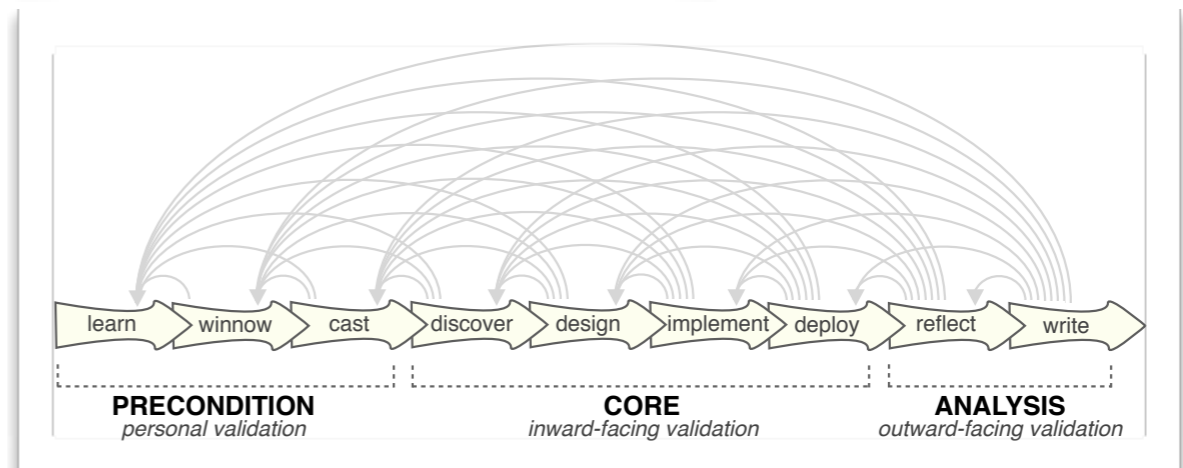 learn
winnow
cast
discover
design
implement
deploy
reflect
write
PRECONDITION
personal validation
CORE
inward-facing validation
ANALYSIS
outward-facing validation